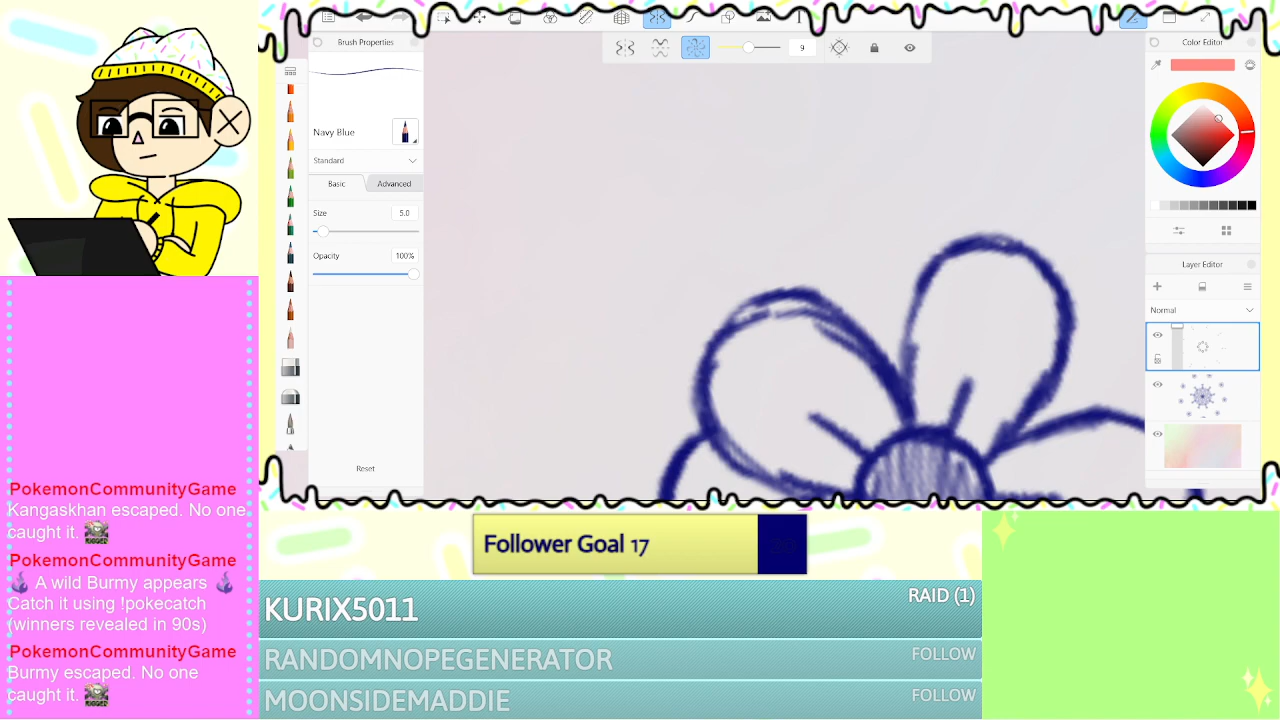 Brush Properties
Navy Blue
Standard
Basic
Advanced
Size
5.0
Opacity
100%
Reset
9
Color Editor
Layer Editor
Normal
PokemonCommunityGame
Kangaskhan escaped. No one
caught it.
PokemonCommunityGame
A wild Burmy appears
Catch it using !pokecatch
(winners revealed in 90s)
PokemonCommunityGame
Burmy escaped. No one
caught it.
Follower Goal 17
KURIX5011
RAID (1)
RANDOMNOPEGENERATOR
FOLLOW
MOONSIDEMADDIE
FOLLOW